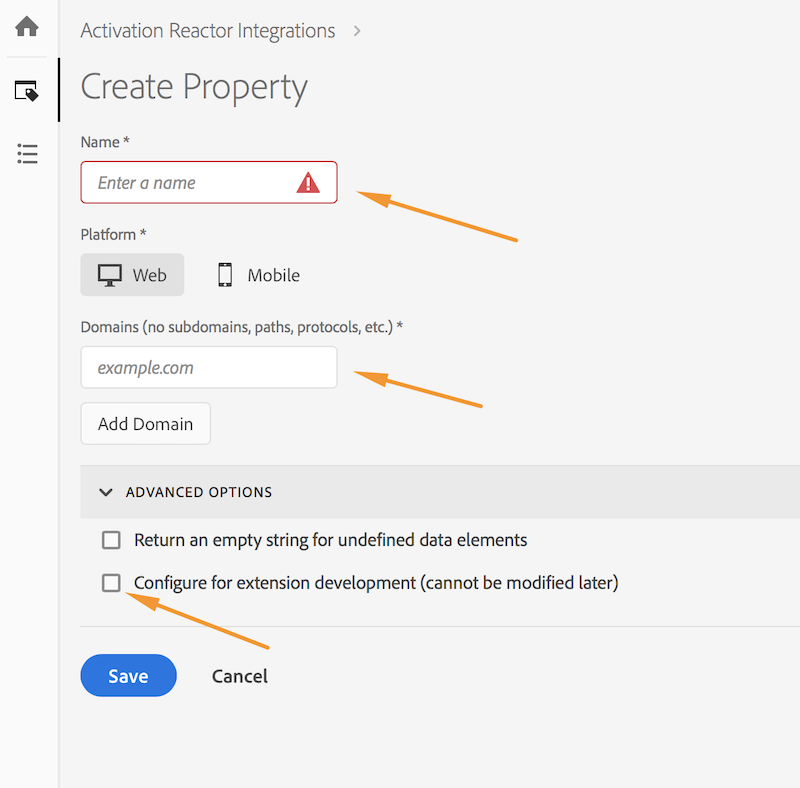 Activation Reactor Integrations
Create Property
Name *
Enter a name
Platform *
Web Mobile
Domains (no subdomains, paths, protocols, etc.) *
example.com
Add Domain
ADVANCED OPTIONS
Return an empty string for undefined data elements
Configure for extension development (cannot be modified later)
Save Cancel